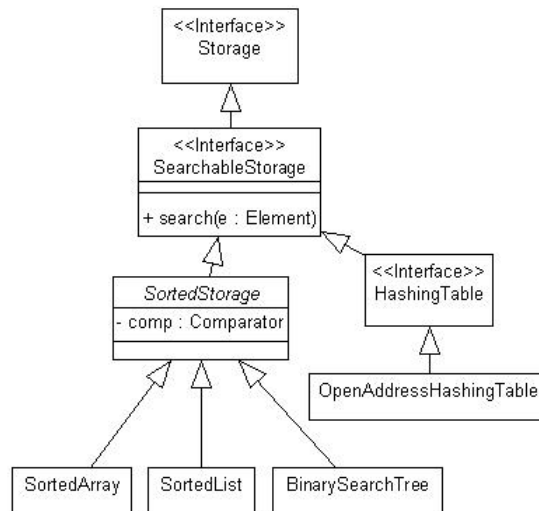 <<Interface>>
Storage
<<Interface>>
SearchableStorage
+ search(e : Element)
<<Interface>>
HashingTable
SortedStorage
- comp : Comparator
OpenAddressHashingTable
SortedArray
SortedList
BinarySearchTree